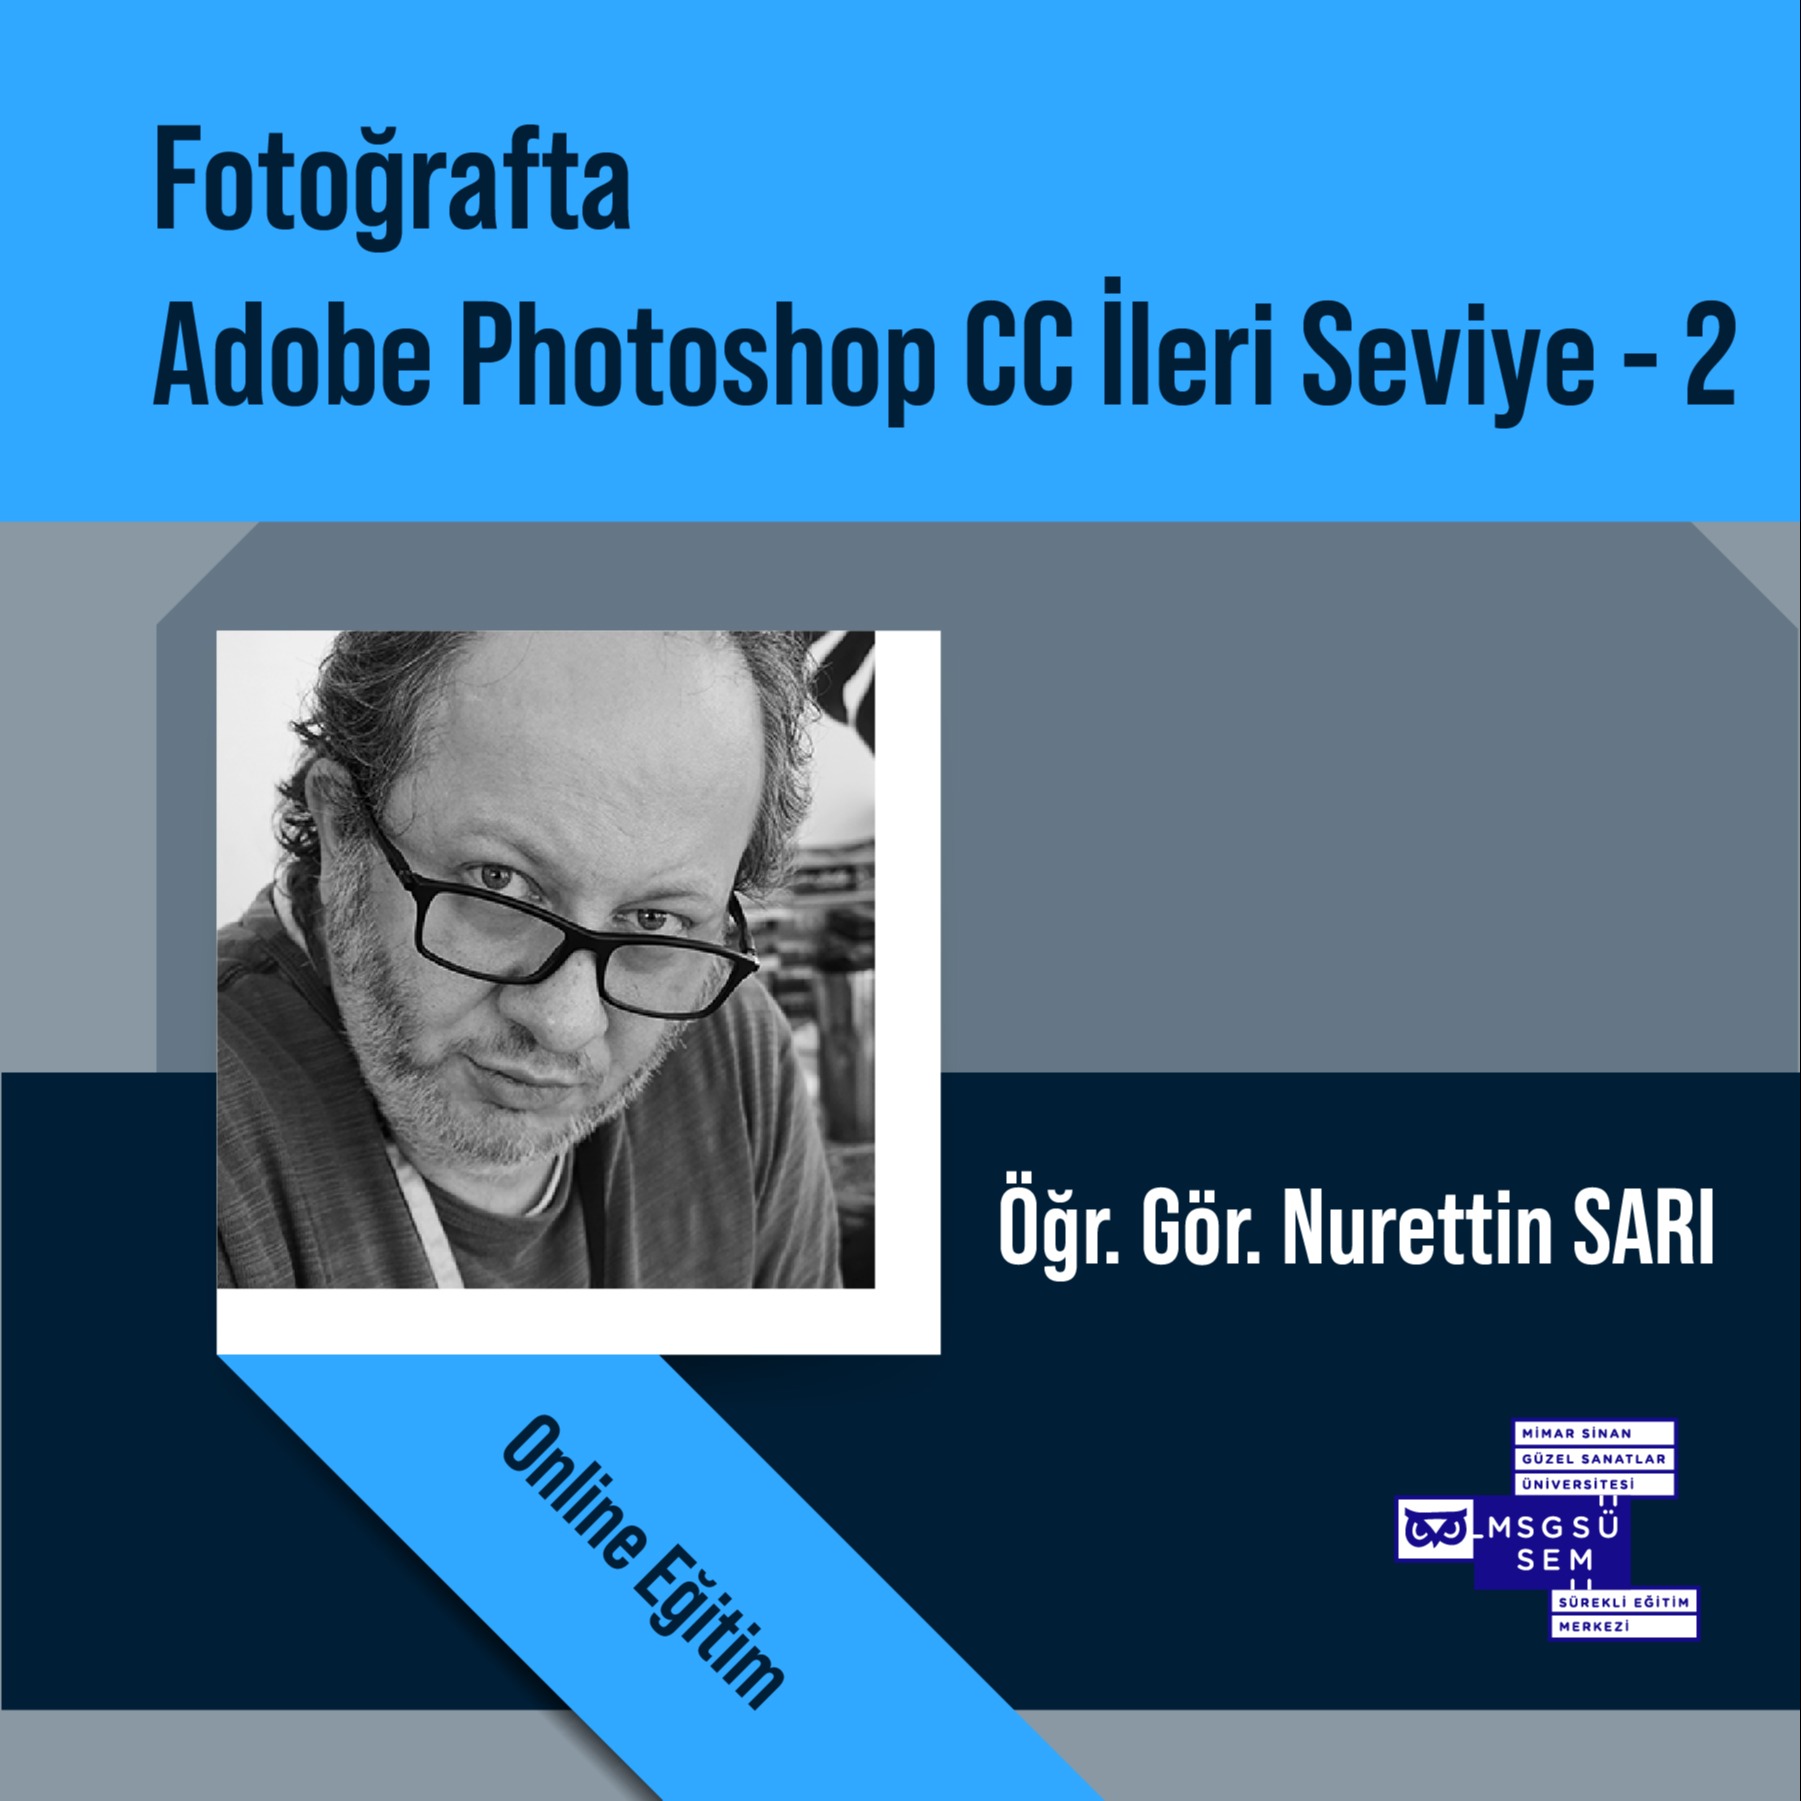 Fotoğrafta
Adobe Photoshop CC İleri Seviye - 2
Öğr. Gör. Nurettin SARI
Online Eğitim
MİMAR SİNAN
GÜZEL SANATLAR
ÜNİVERSİTESİ
MSGSÜ
SEM
SÜREKLİ EĞİTİM
MERKEZİ